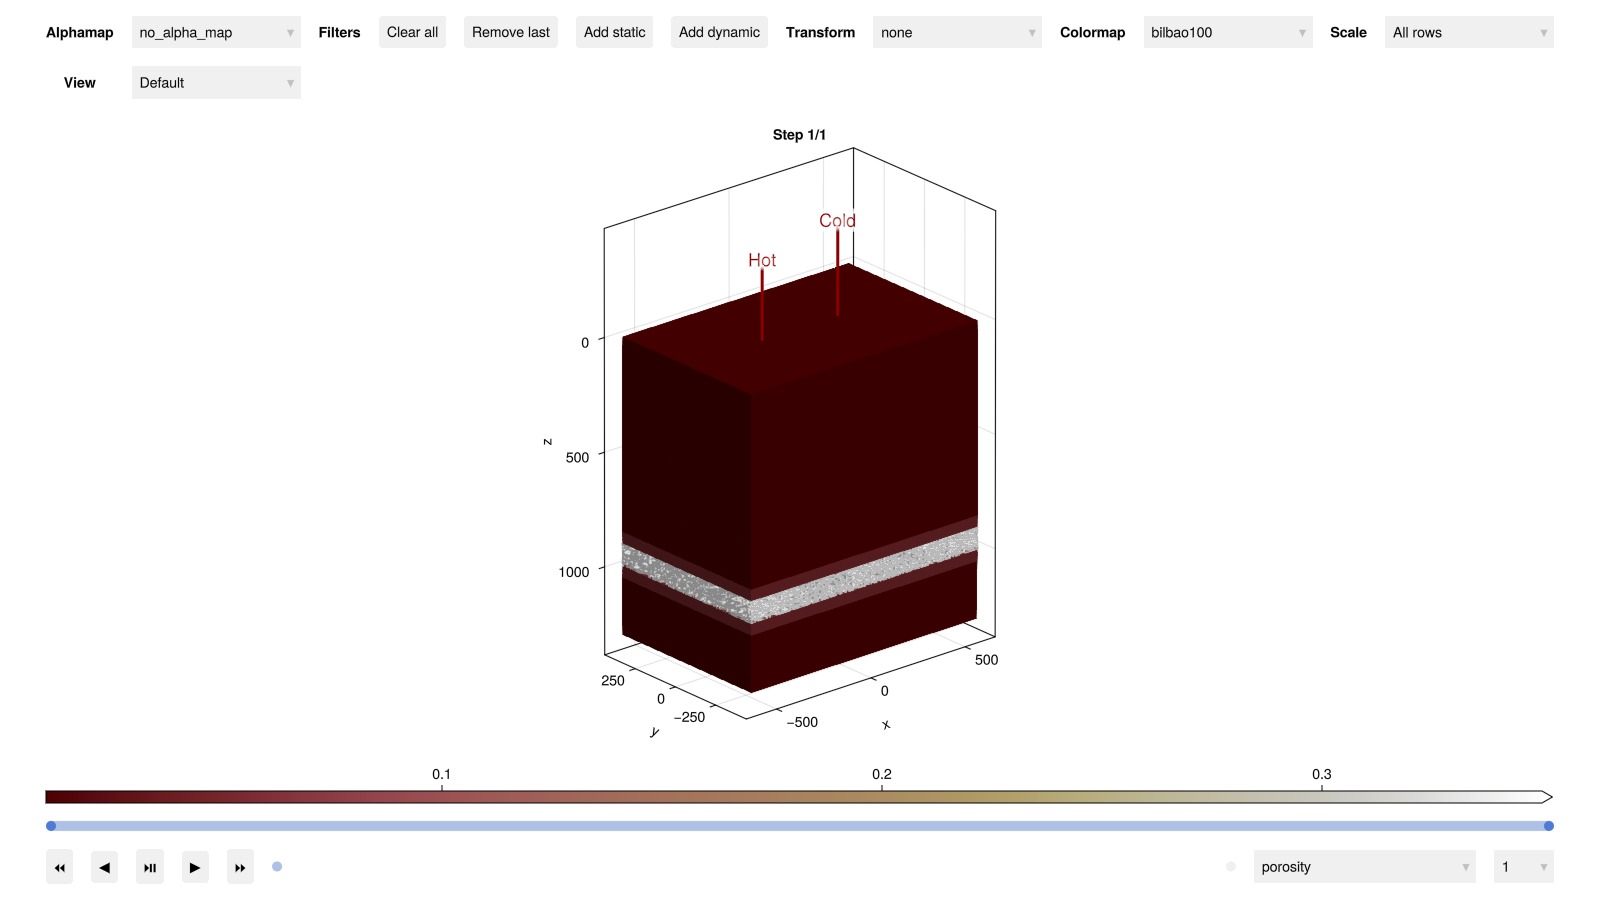 Alphamap no_alpha_map Filters Clear all Remove last Add static Add dynamic Transform none Colormap bilbao100 Scale All rows
View Default
Step 1/1
Cold
Hot
0
500
1000
z
250
0
−250
y
−500
0
500
x
0.1 0.2 0.3
porosity 1